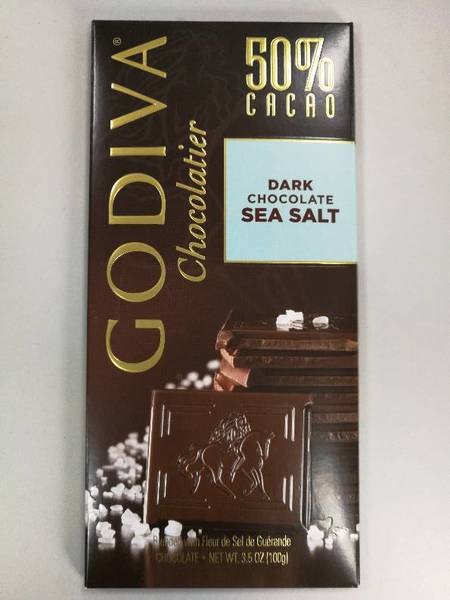 GODIVA®
Chocolatier
50%
CACAO
DARK
CHOCOLATE
SEA SALT
with Fleur de Sel de Guérande
CHOCOLATE • NET WT. 3.5 OZ (100g)